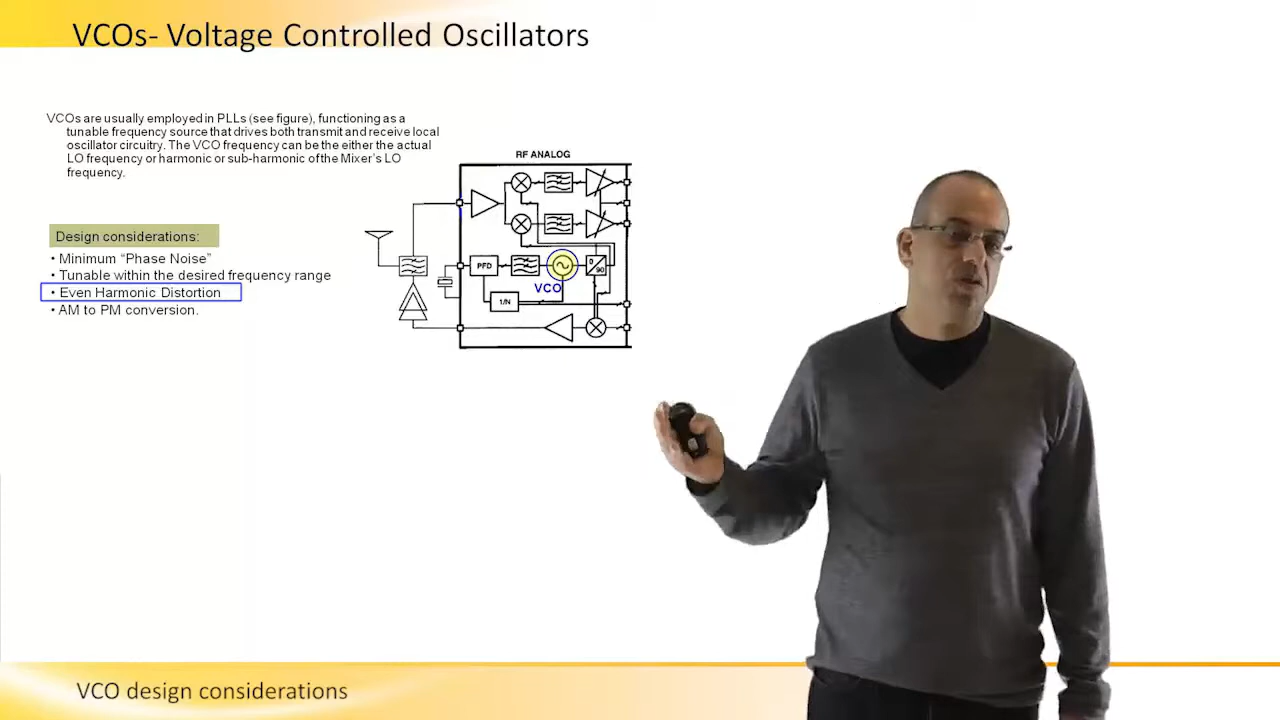 VCOs- Voltage Controlled Oscillators
VCOs are usually employed in PLLs (see figure), functioning as a
tunable frequency source that drives both transmit and receive local
oscillator circuitry. The VCO frequency can be the either the actual
LO frequency or harmonic or sub-harmonic of the Mixer's LO
frequency.
RF ANALOG
Design considerations:
• Minimum "Phase Noise"
• Tunable within the desired frequency range
• Even Harmonic Distortion
• AM to PM conversion.
PFD
0
90
VCO
1/N
VCO design considerations